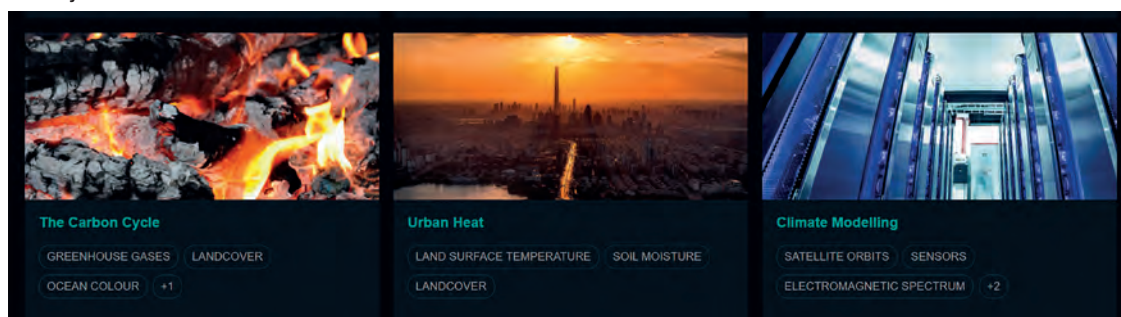 The Carbon Cycle
GREENHOUSE GASES LANDCOVER
OCEAN COLOUR +1
Urban Heat
LAND SURFACE TEMPERATURE SOIL MOISTURE
LANDCOVER
Climate Modelling
SATELLITE ORBITS SENSORS
ELECTROMAGNETIC SPECTRUM +2